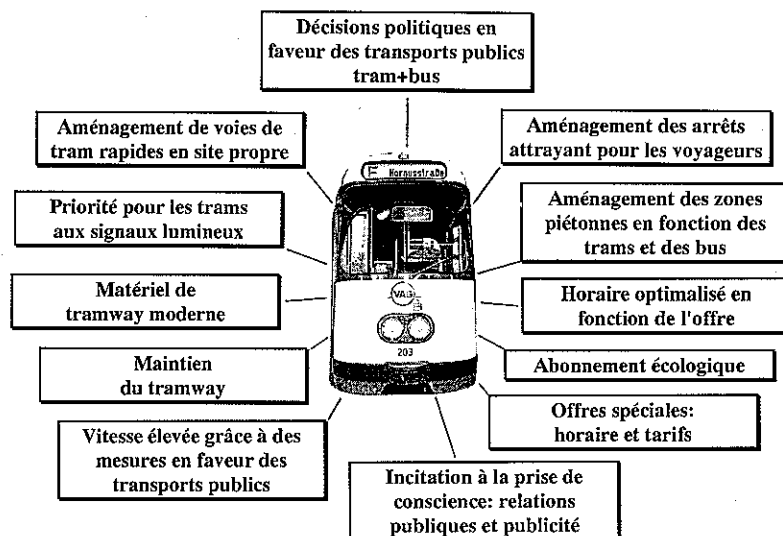 Décisions politiques en
faveur des transports publics
tram+bus
Aménagement de voies de
tram rapides en site propre
Aménagement des arrêts
attrayant pour les voyageurs
Hornusstraße
Priorité pour les trams
aux signaux lumineux
Aménagement des zones
piétonnes en fonction des
trams et des bus
Matériel de
tramway moderne
VAG
Horaire optimalisé en
fonction de l'offre
203
Maintien
du tramway
Abonnement écologique
Vitesse élevée grâce à des
mesures en faveur des
transports publics
Offres spéciales:
horaire et tarifs
Incitation à la prise de
conscience: relations
publiques et publicité